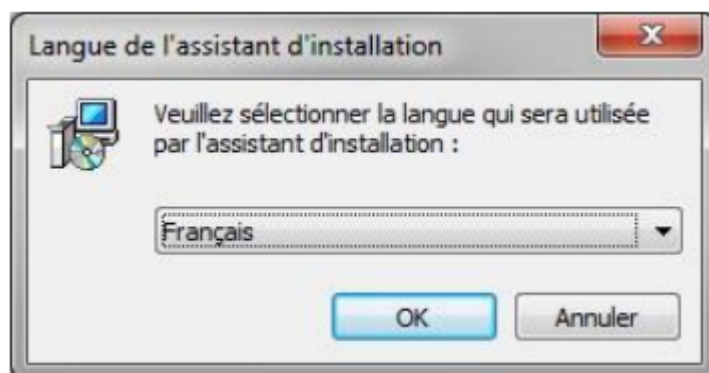 Langue de l'assistant d'installation
Veuillez sélectionner la langue qui sera utilisée
par l'assistant d'installation :
Français
OK
Annuler